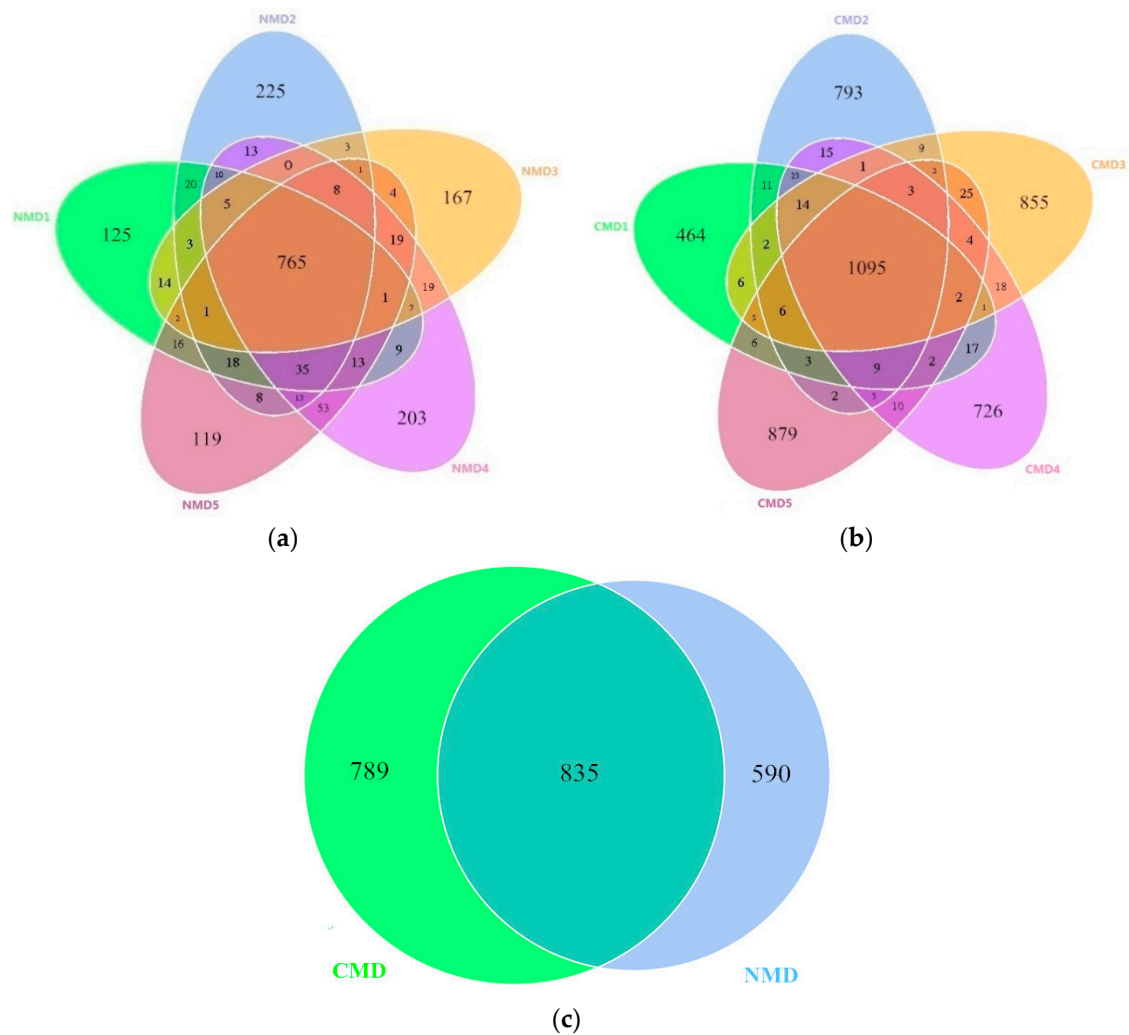 NMD2 CMD2
225 793
13 3 15 9
0 1 1 2
NMD3 CMD3
20 10 8 4 167 11 3 25 855
5 14
NMD1 125 3 19 CMD1 464 2 4
765 1095
14 19 6 18
1 1 7 6 2 1
2 5
16 9 6 17
18 35 13 3 9 2
8 13 53 203 2 3 10 726
119 NMD4 879 CMD4
NMD5 CMD5
(a) (b)
789 835 590
CMD NMD
(c)